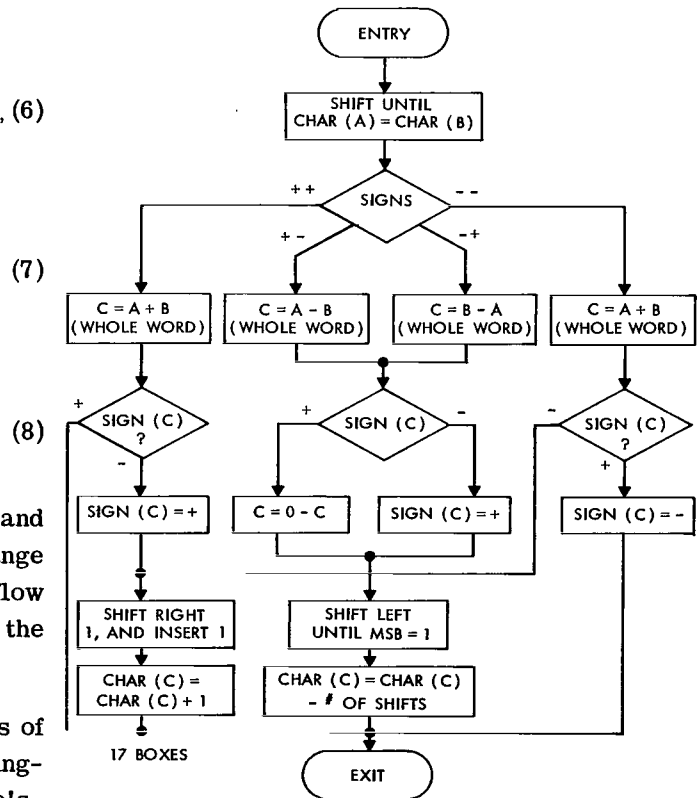 ENTRY
, (6)
SHIFT UNTIL
CHAR (A) = CHAR (B)
SIGNS
++
--
+-
-+
(7)
C = A + B
(WHOLE WORD)
C = A - B
(WHOLE WORD)
C = B - A
(WHOLE WORD)
C = A + B
(WHOLE WORD)
(8)
+
SIGN (C)
?
-
+
SIGN (C)
-
-
SIGN (C)
?
+
SIGN (C) = +
C = 0 - C
SIGN (C) = +
SIGN (C) = -
and
nge
low
the
SHIFT RIGHT
1, AND INSERT 1
SHIFT LEFT
UNTIL MSB = 1
CHAR (C) =
CHAR (C) + 1
CHAR (C) = CHAR (C)
- # OF SHIFTS
s of
ng-
17 BOXES
EXIT